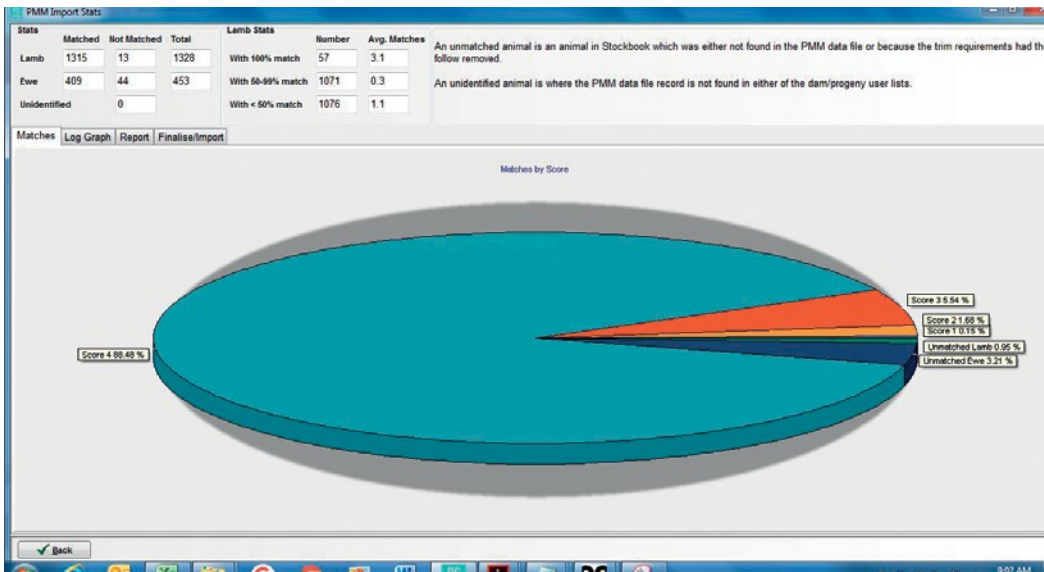 PMM Import Stats
Stats
Matched Not Matched Total
Lamb 1315 13 1328
Ewe 409 44 453
Unidentified 0
Lamb Stats
Number Avg. Matches
With 100% match 57 3.1
With 50-99% match 1071 0.3
With < 50% match 1076 1.1
An unmatched animal is an animal in Stockbook which was either not found in the PMM data file or because the trim requirements had th
follow removed.
An unidentified animal is where the PMM data file record is not found in either of the dam/progeny user lists.
Matches Log Graph Report Finalise/Import
Matches by Score
Score 3 5.54 %
Score 2 1.68 %
Score 1 0.15 %
Unmatched Lamb 0.95 %
Score 4 88.48 %
Unmatched Ewe 3.21 %
Back
9:02 AM